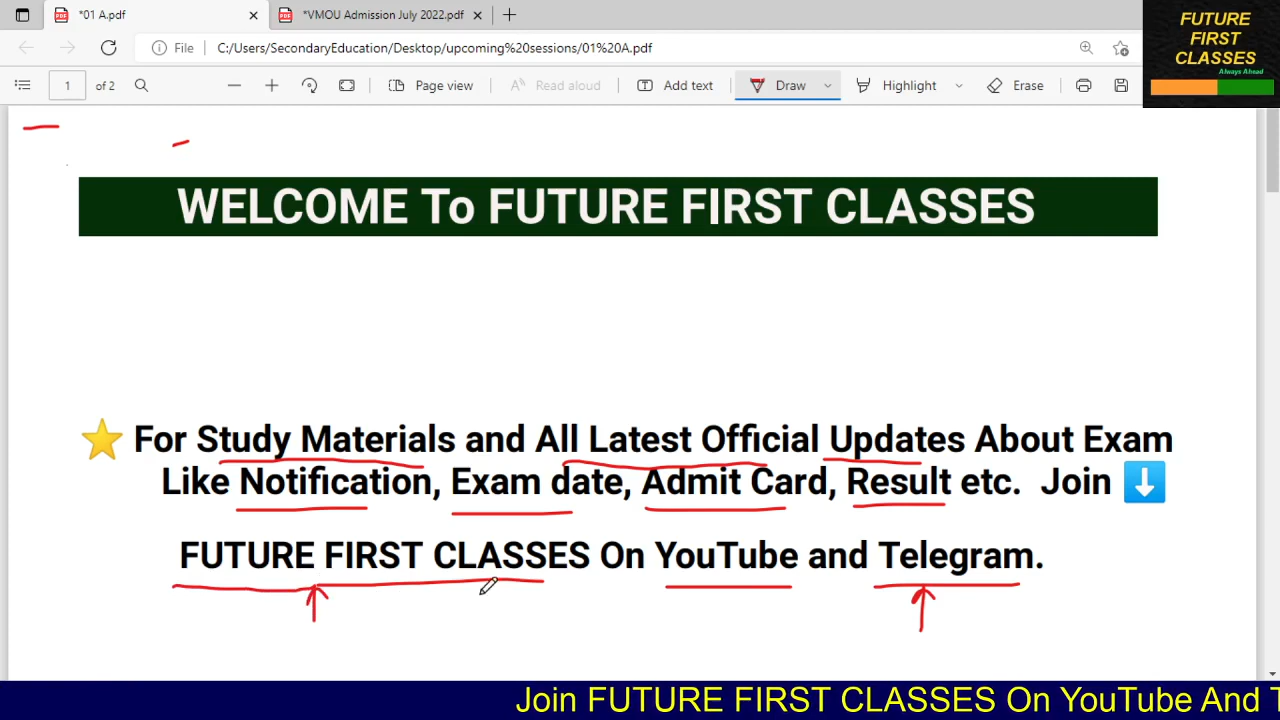 *01 A.pdf
*VMOU Admission July 2022.pdf
File C:/Users/SecondaryEducation/Desktop/upcoming%20sessions/01%20A.pdf
FUTURE
FIRST
CLASSES
Always Ahead
1 of 2 Page view Read aloud Add text Draw Highlight Erase
WELCOME To FUTURE FIRST CLASSES
For Study Materials and All Latest Official Updates About Exam
Like Notification, Exam date, Admit Card, Result etc. Join
FUTURE FIRST CLASSES On YouTube and Telegram.
Join FUTURE FIRST CLASSES On YouTube And T